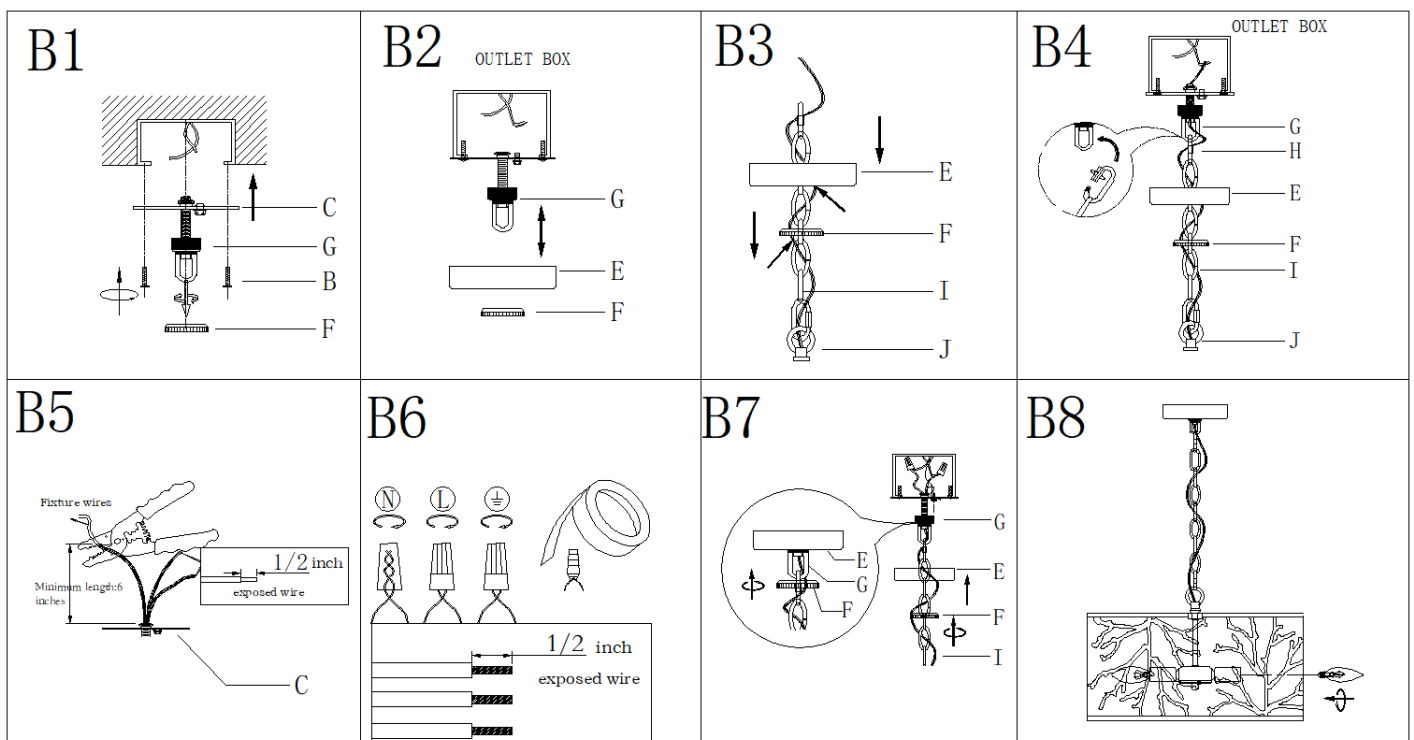 B1
C
G
B
F
B2
OUTLET BOX
G
E
F
B3
E
F
I
J
B4
OUTLET BOX
G
H
E
F
I
J
B5
Fixture wires
1/2 inch
exposed wire
Minimum length:6
inches
C
B6
N L
1/2 inch
exposed wire
B7
G
E
G
F
E
F
I
B8